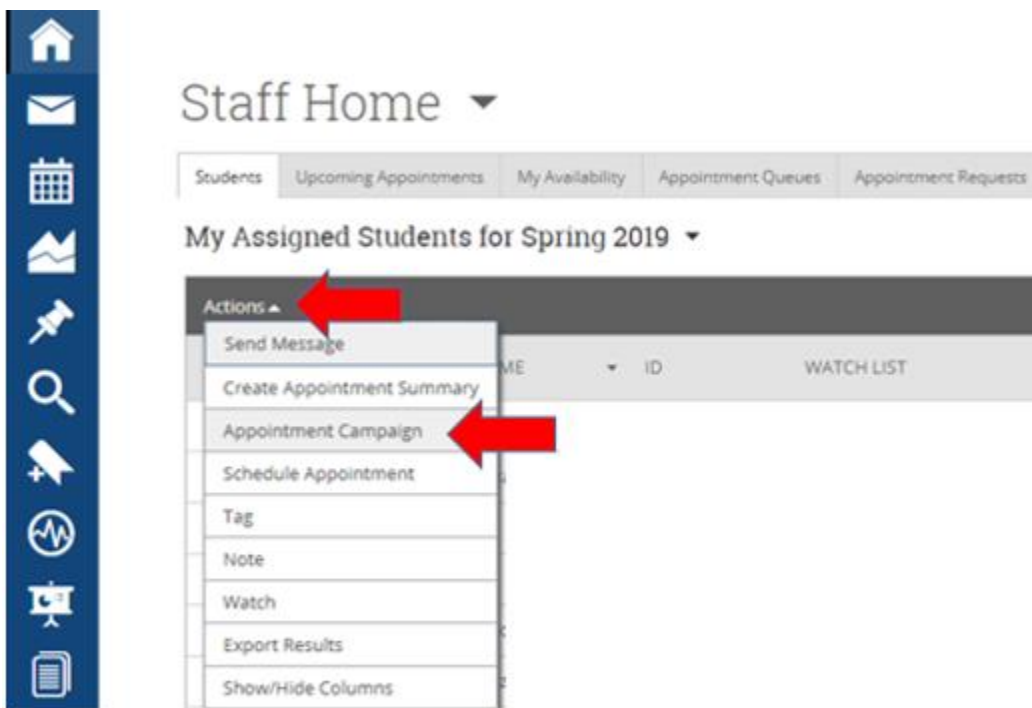 Staff Home
Students Upcoming Appointments My Availability Appointment Queues Appointment Requests
My Assigned Students for Spring 2019
Actions
Send Message
ID WATCH LIST
Create Appointment Summary
Appointment Campaign
Schedule Appointment
Tag
Note
Watch
Export Results
Show/Hide Columns